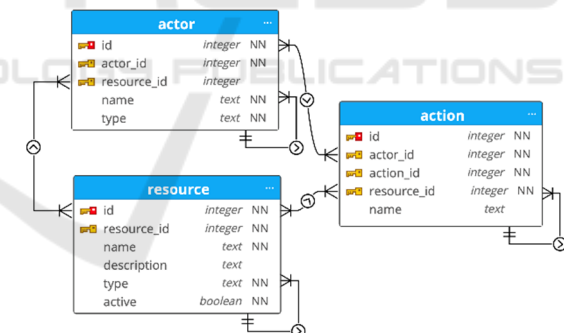 actor ...
id integer NN
actor_id integer NN
resource_id integer
name text NN
type text NN
action ...
id integer NN
actor_id integer NN
action_id integer NN
resource_id integer NN
name text
resource ...
id integer NN
resource_id integer NN
name text NN
description text
type text NN
active boolean NN